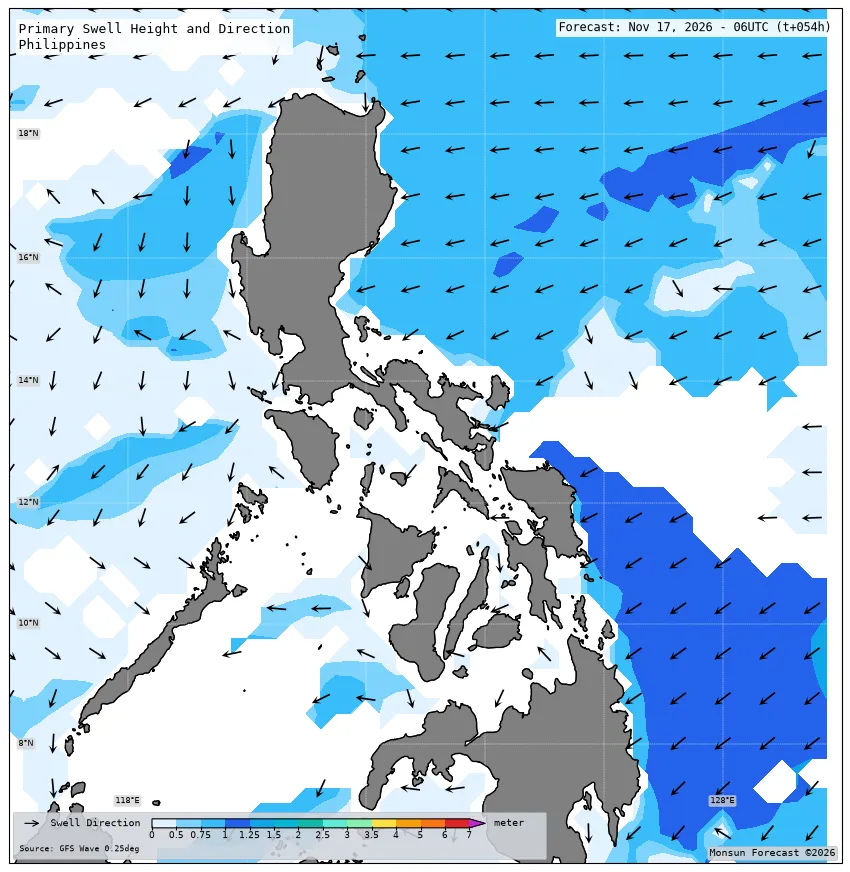 Primary Swell Height and Direction
Philippines
Forecast: Nov 17, 2026 - 06UTC (t+054h)
18°N
16°N
14°N
12°N
10°N
8°N
118°E
128°E
Swell Direction
0 0.5 0.75 1 1.25 1.5 2 2.5 3 3.5 4 5 6 7
meter
Source: GFS Wave 0.25deg
Monsun Forecast ©2026